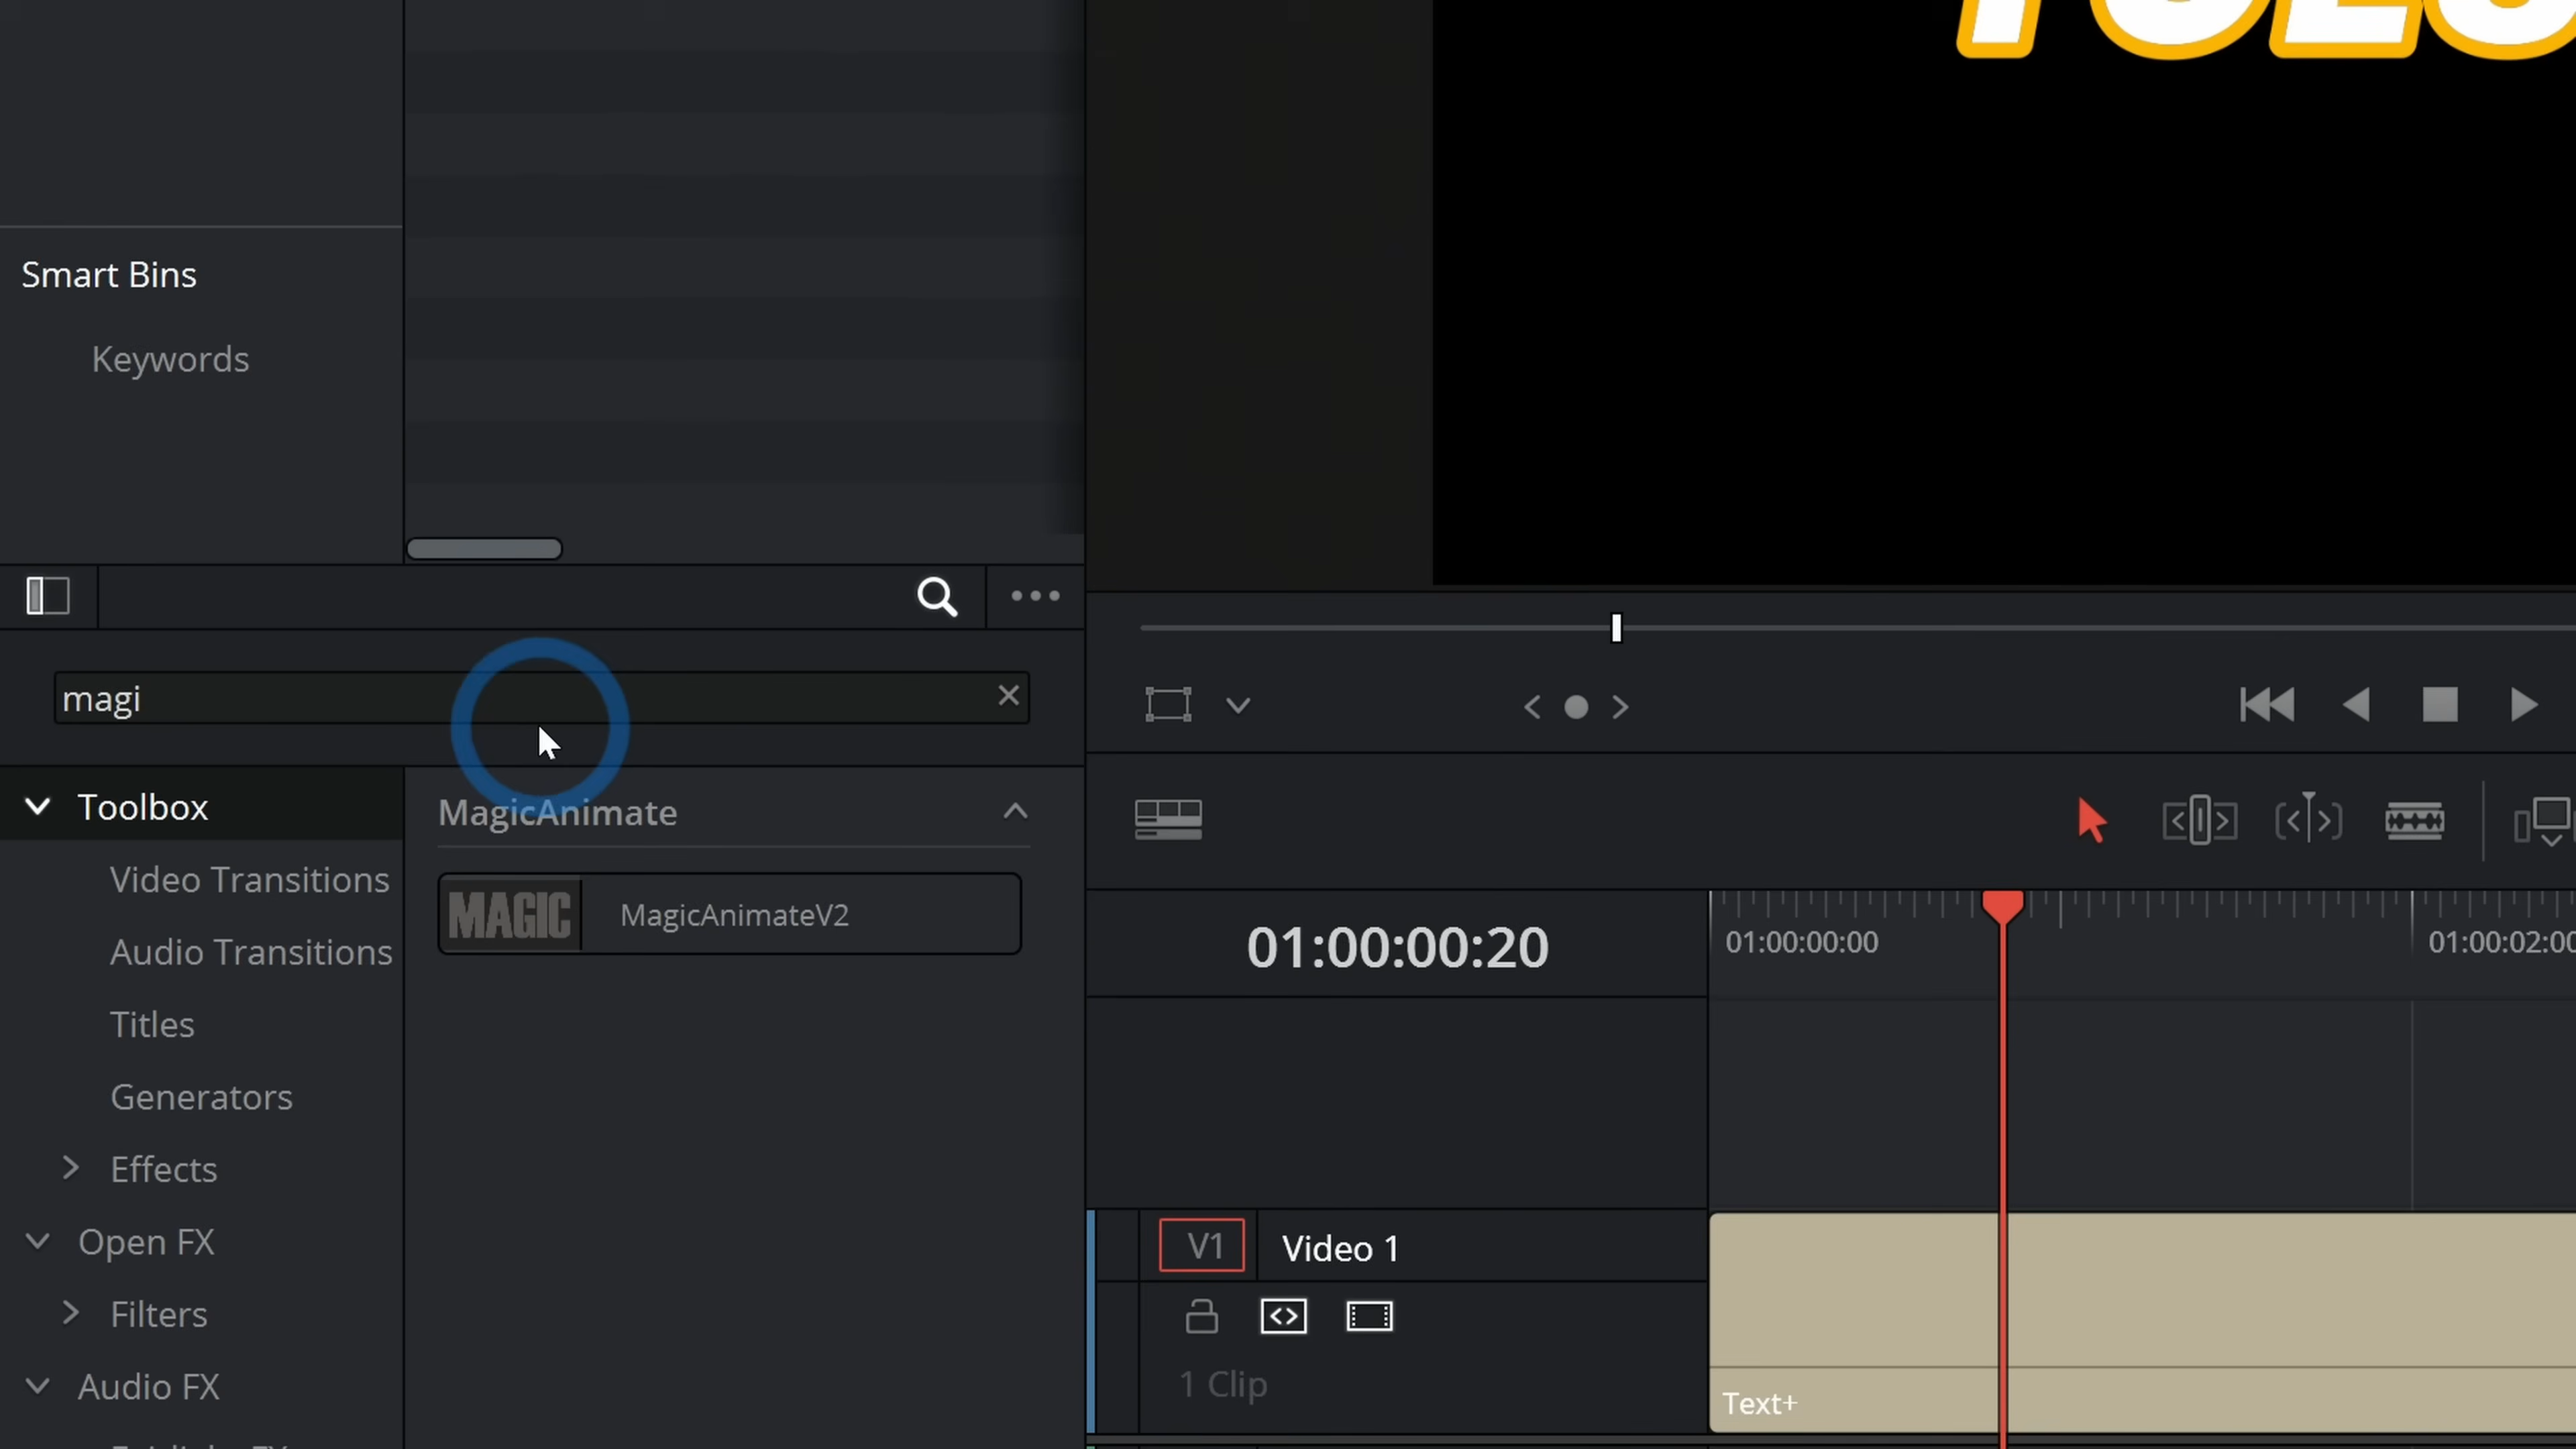 Smart Bins
Keywords
magi
Toolbox
Video Transitions
Audio Transitions
Titles
Generators
Effects
Open FX
Filters
Audio FX
MagicAnimate
MAGIC
MagicAnimateV2
01:00:00:20
01:00:00:00
01:00:02:00
V1
Video 1
1 Clip
Text+